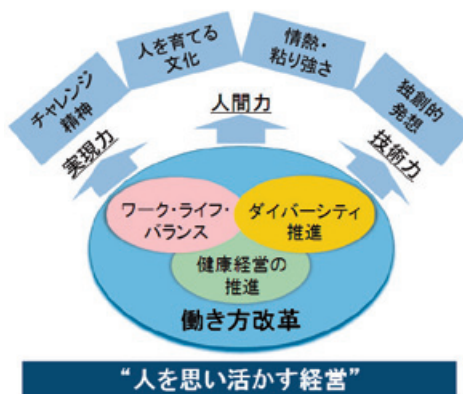 チャレンジ
精神
人を育てる
文化
情熱・
粘り強さ
独創的
発想
実現力
人間力
技術力
ワーク・ライフ・
バランス
ダイバーシティ
推進
健康経営の
推進
働き方改革
“人を思い活かす経営”